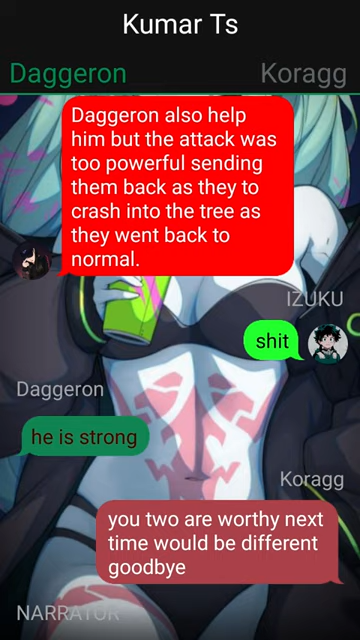 Kumar Ts
Daggeron Koragg
Daggeron also help
him but the attack was
too powerful sending
them back as they to
crash into the tree as
they went back to
normal.
IZUKU
shit
Daggeron
he is strong
Koragg
you two are worthy next
time would be different
goodbye
NARRATOR